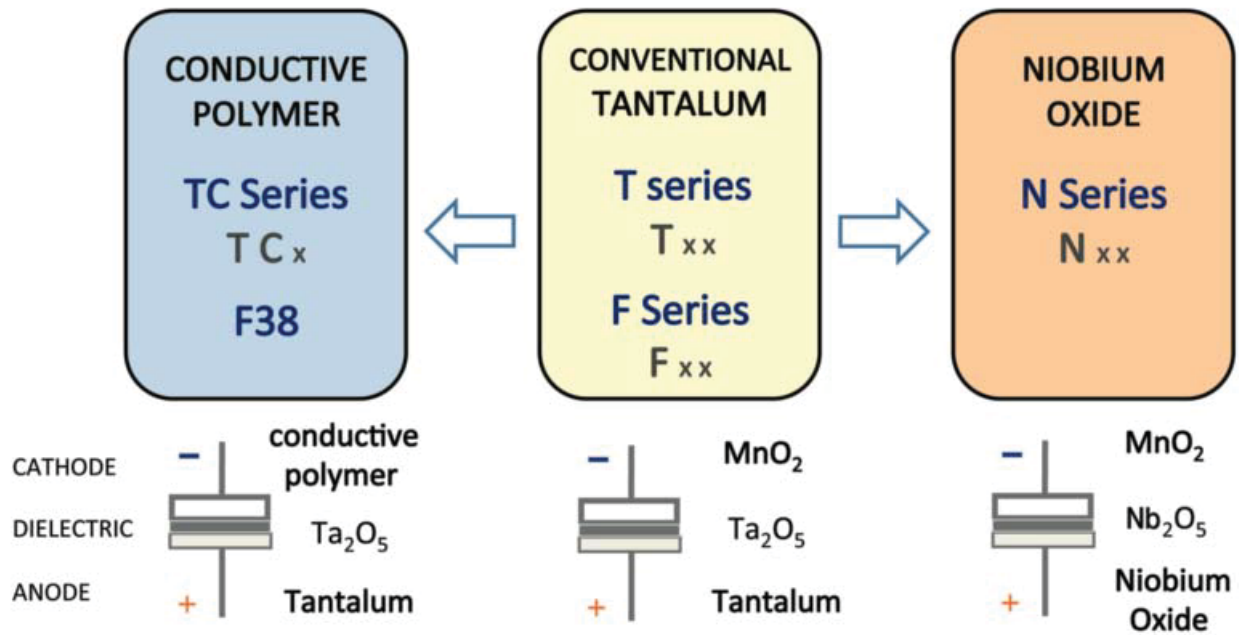 CONDUCTIVE
POLYMER
TC Series
T C x
F38
CONVENTIONAL
TANTALUM
T series
T x x
F Series
F x x
NIOBIUM
OXIDE
N Series
N x x
CATHODE
−
conductive
polymer
−
MnO₂
−
MnO₂
DIELECTRIC
Ta₂O₅
Ta₂O₅
Nb₂O₅
ANODE
+
Tantalum
+
Tantalum
+
Niobium
Oxide